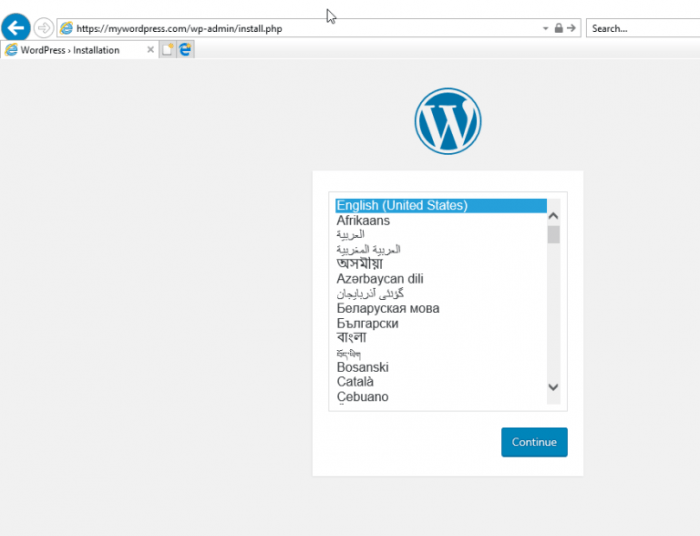 https://mywordpress.com/wp-admin/install.php
Search...
WordPress › Installation
English (United States)
Afrikaans
العربية
العربية المغربية
অসমীয়া
Azərbaycan dili
گؤنئی آذربایجان
Беларуская мова
Български
বাংলা
བོད་ཡིག
Bosanski
Català
Cebuano
Continue